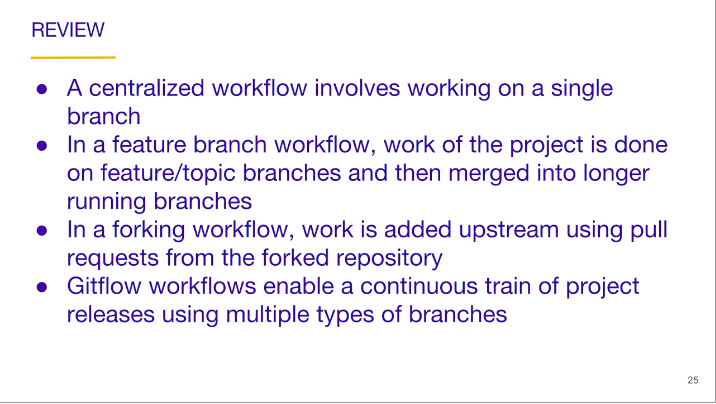 REVIEW
● A centralized workflow involves working on a single
branch
● In a feature branch workflow, work of the project is done
on feature/topic branches and then merged into longer
running branches
● In a forking workflow, work is added upstream using pull
requests from the forked repository
● Gitflow workflows enable a continuous train of project
releases using multiple types of branches
25